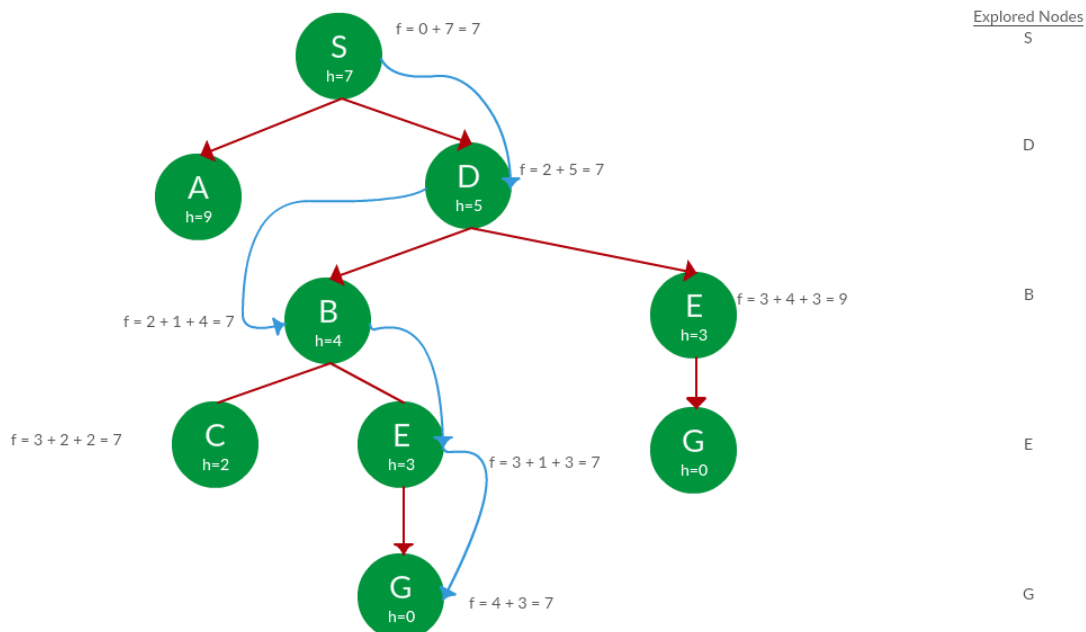 Explored Nodes
S
f = 0 + 7 = 7
S
h=7
D
A
h=9
D
h=5
f = 2 + 5 = 7
B
f = 2 + 1 + 4 = 7
B
h=4
E
h=3
f = 3 + 4 + 3 = 9
E
f = 3 + 2 + 2 = 7
C
h=2
E
h=3
f = 3 + 1 + 3 = 7
G
h=0
G
G
h=0
f = 4 + 3 = 7